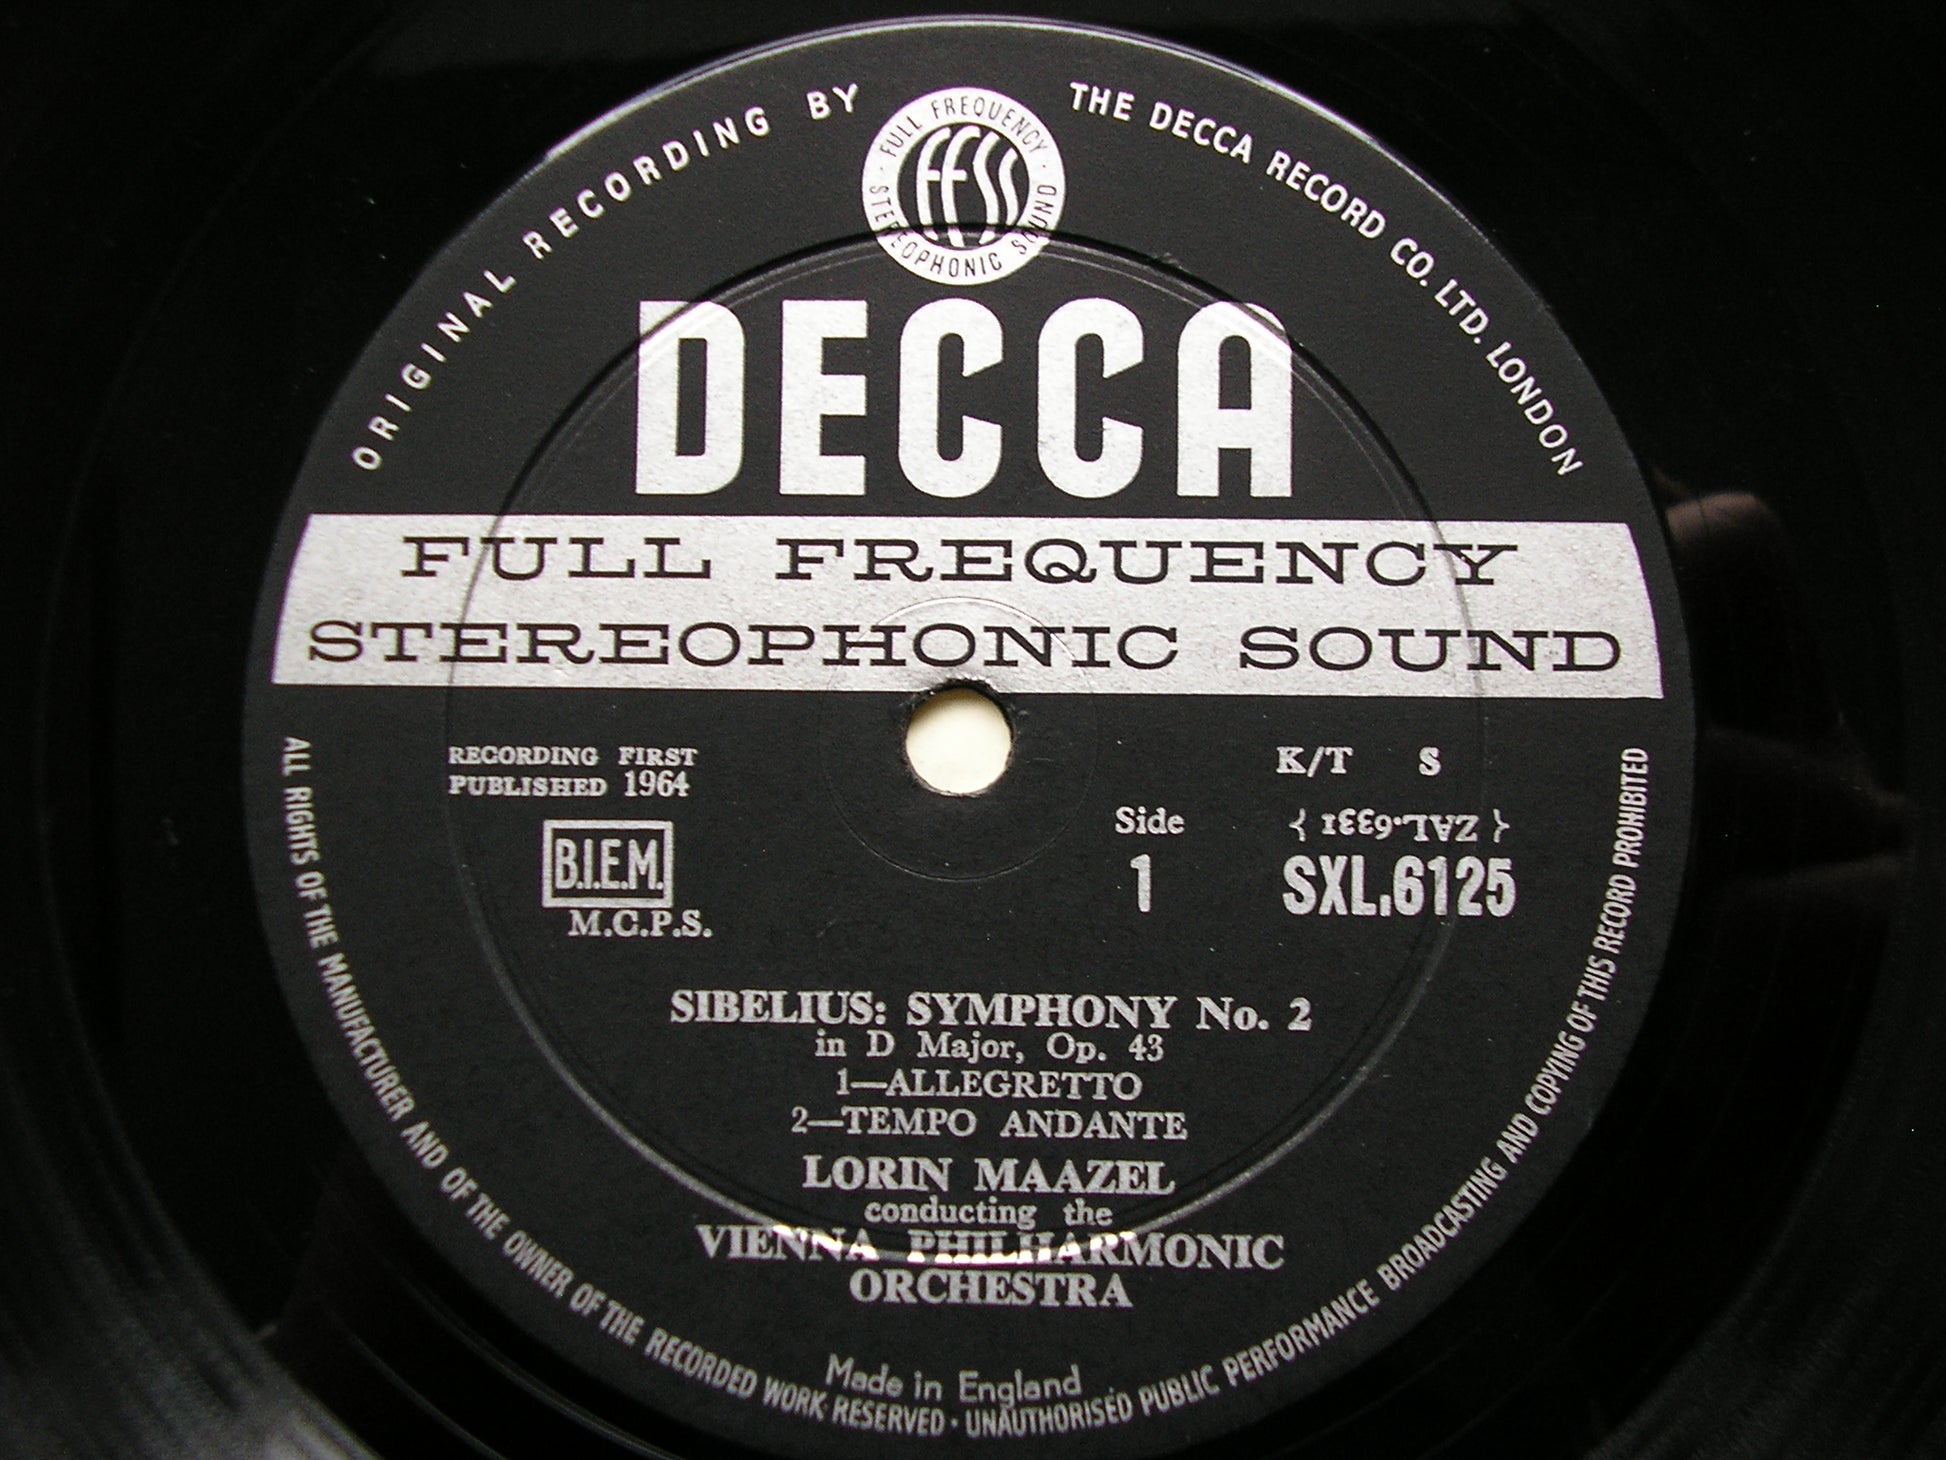 ORIGINAL RECORDING BY
THE DECCA RECORD CO. LTD. LONDON
FULL FREQUENCY
STEREOPHONIC SOUND
FFSS
DECCA
FULL FREQUENCY
STEREOPHONIC SOUND
RECORDING FIRST
PUBLISHED 1964
B.I.E.M.
M.C.P.S.
K/T S
Side
1
{ ZAL.6331 }
SXL.6125
SIBELIUS: SYMPHONY No. 2
in D Major, Op. 43
1—ALLEGRETTO
2—TEMPO ANDANTE
LORIN MAAZEL
conducting the
VIENNA PHILHARMONIC
ORCHESTRA
Made in England
ALL RIGHTS OF THE MANUFACTURER AND OF THE OWNER OF THE RECORDED WORK RESERVED · UNAUTHORISED PUBLIC PERFORMANCE BROADCASTING AND COPYING OF THIS RECORD PROHIBITED